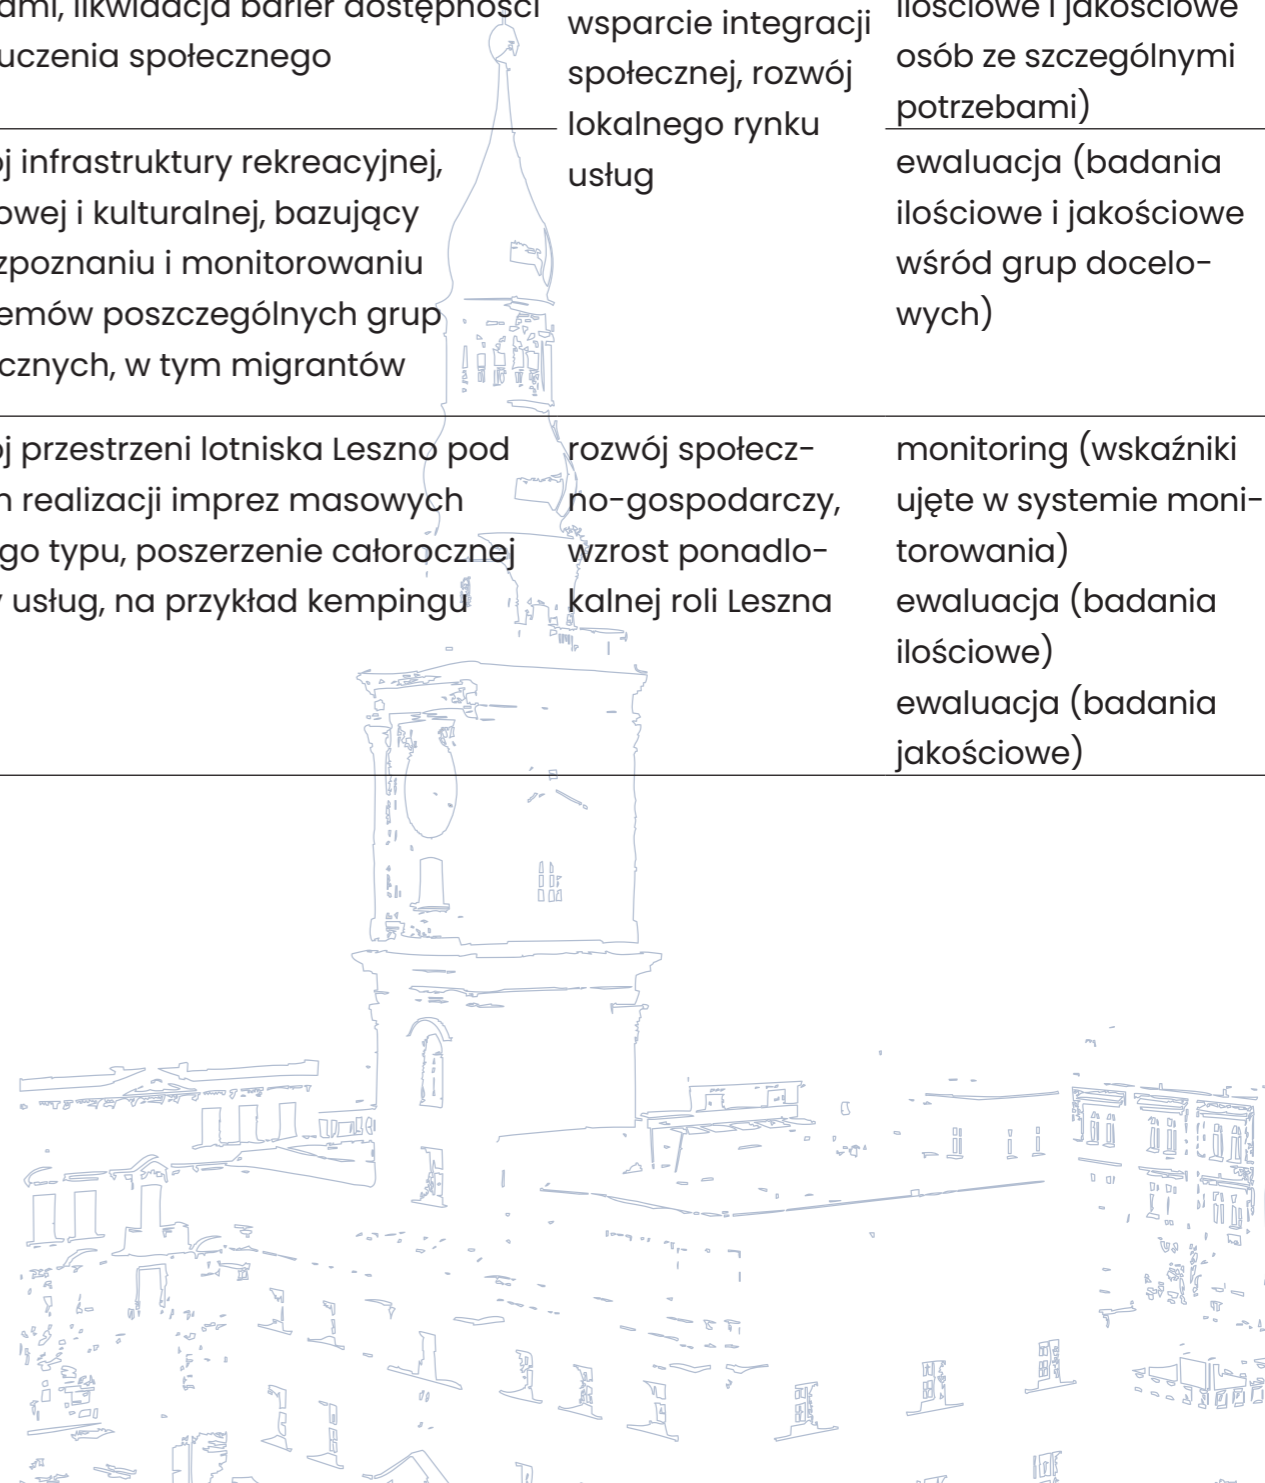 ami, likwidacja barier dostępności
uczenia społecznego
wsparcie integracji
społecznej, rozwój
lokalnego rynku
usług
ilościowe i jakościowe
osób ze szczególnymi
potrzebami)
j infrastruktury rekreacyjnej,
owej i kulturalnej, bazujący
zpoznaniu i monitorowaniu
emów poszczególnych grup
cznych, w tym migrantów
ewaluacja (badania
ilościowe i jakościowe
wśród grup docelo-
wych)
j przestrzeni lotniska Leszno pod
realizacji imprez masowych
go typu, poszerzenie całorocznej
usług, na przykład kempingu
rozwój społecz-
no-gospodarczy,
wzrost ponadlo-
kalnej roli Leszna
monitoring (wskaźniki
ujęte w systemie moni-
torowania)
ewaluacja (badania
ilościowe)
ewaluacja (badania
jakościowe)